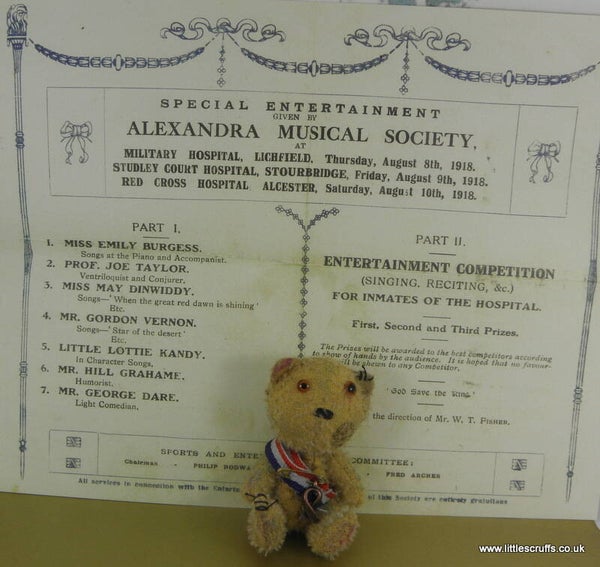 SPECIAL ENTERTAINMENT
GIVEN BY
ALEXANDRA MUSICAL SOCIETY,
AT
MILITARY HOSPITAL, LICHFIELD, Thursday, August 8th, 1918.
STUDLEY COURT HOSPITAL, STOURBRIDGE, Friday, August 9th, 1918.
RED CROSS HOSPITAL ALCESTER, Saturday, August 10th, 1918.
PART I.
1. MISS EMILY BURGESS.
Songs at the Piano and Accompanist.
2. PROF. JOE TAYLOR.
Ventriloquist and Conjurer.
3. MISS MAY DINWIDDY.
Songs—'When the great red dawn is shining'
Etc.
4. MR. GORDON VERNON.
Songs—'Star of the desert'
Etc.
5. LITTLE LOTTIE KANDY.
In Character Songs,
6. MR. HILL GRAHAME.
Humorist.
7. MR. GEORGE DARE.
Light Comedian.
PART II.
ENTERTAINMENT COMPETITION
(SINGING, RECITING, &c.)
FOR INMATES OF THE HOSPITAL.
First, Second and Third Prizes.
The Prizes will be awarded to the best competitors according
to show of hands by the audience. It is hoped that no favour-
will be shewn to any Competitor.
'God Save the King'
the direction of Mr. W. T. FISHER.
SPORTS AND ENTE COMMITTEE:
Chairman - PHILIP RODWA - FRED ARCHER
All services in connection with the Enterta of this Society are entirely gratuitous
www.littlescruffs.co.uk